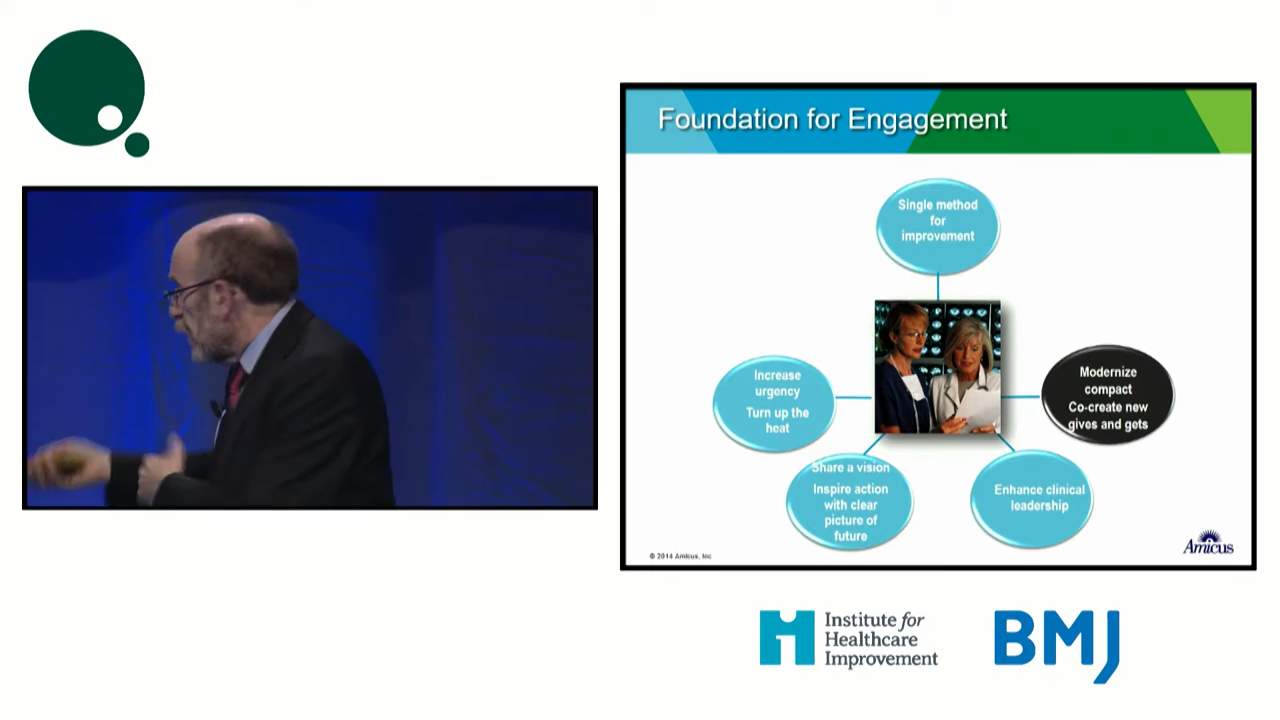 Foundation for Engagement
Single method
for
improvement
Increase
urgency
Turn up the
heat
Modernize
compact
Co-create new
gives and gets
Share a vision
Inspire action
with clear
picture of
future
Enhance clinical
leadership
© 2014 Amicus, Inc
Amicus
Institute for
Healthcare
Improvement
BMJ